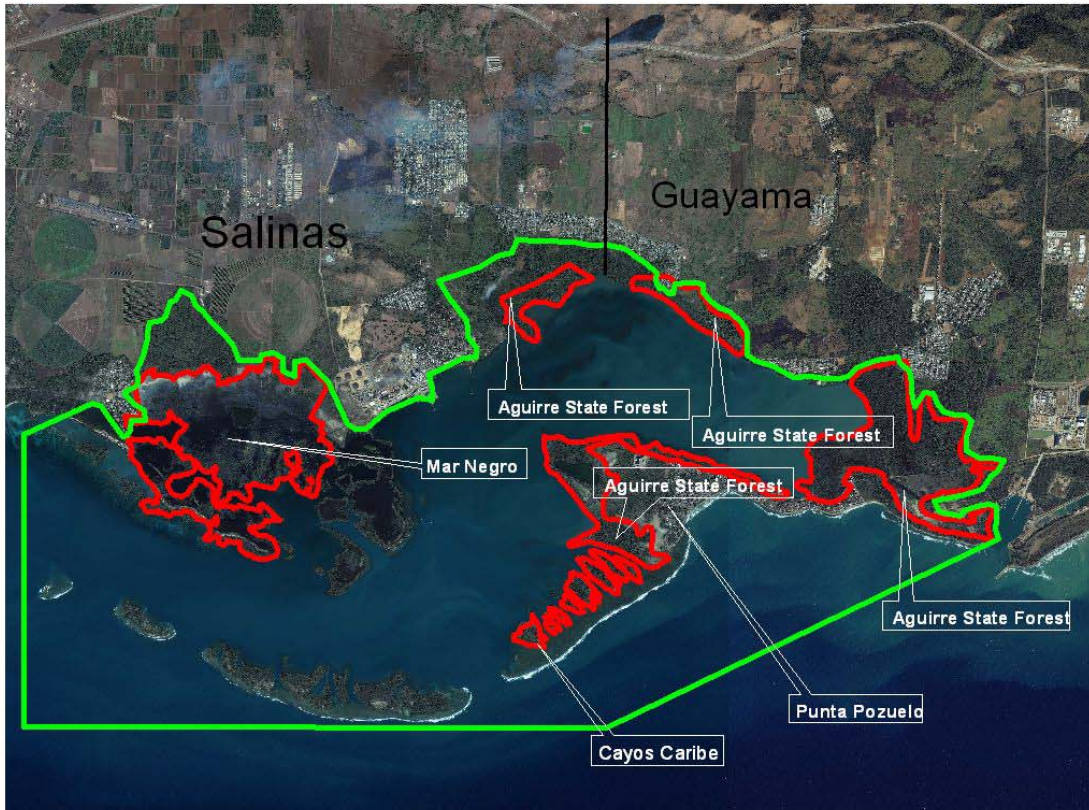 Guayama
Salinas
Aguirre State Forest
Aguirre State Forest
Mar Negro
Aguirre State Forest
Aguirre State Forest
Punta Pozuelo
Cayos Caribe